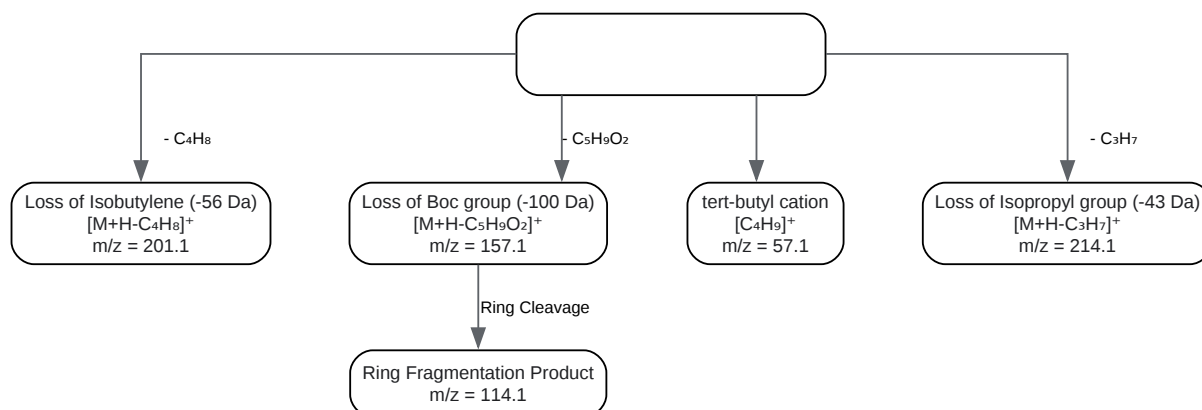 - C₄H₈
- C₅H₉O₂
- C₃H₇
Loss of Isobutylene (-56 Da)
[M+H-C₄H₈]⁺
m/z = 201.1
Loss of Boc group (-100 Da)
[M+H-C₅H₉O₂]⁺
m/z = 157.1
tert-butyl cation
[C₄H₉]⁺
m/z = 57.1
Loss of Isopropyl group (-43 Da)
[M+H-C₃H₇]⁺
m/z = 214.1
Ring Cleavage
Ring Fragmentation Product
m/z = 114.1